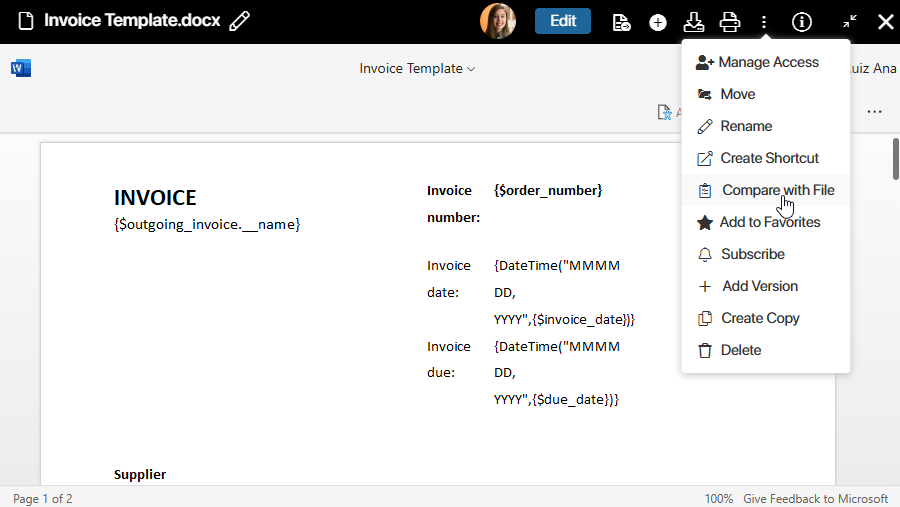 Invoice Template.docx
Edit
W
Invoice Template
uiz Ana
A
...
Manage Access
Move
Rename
Create Shortcut
Compare with File
Add to Favorites
Subscribe
Add Version
Create Copy
Delete
INVOICE
{$outgoing_invoice.__name}
Invoice {$order_number}
number:
Invoice {DateTime("MMMM
date: DD,
YYYY",{$invoice_date})}
Invoice {DateTime("MMMM
due: DD,
YYYY",{$due_date})}
Supplier
Page 1 of 2
100% Give Feedback to Microsoft